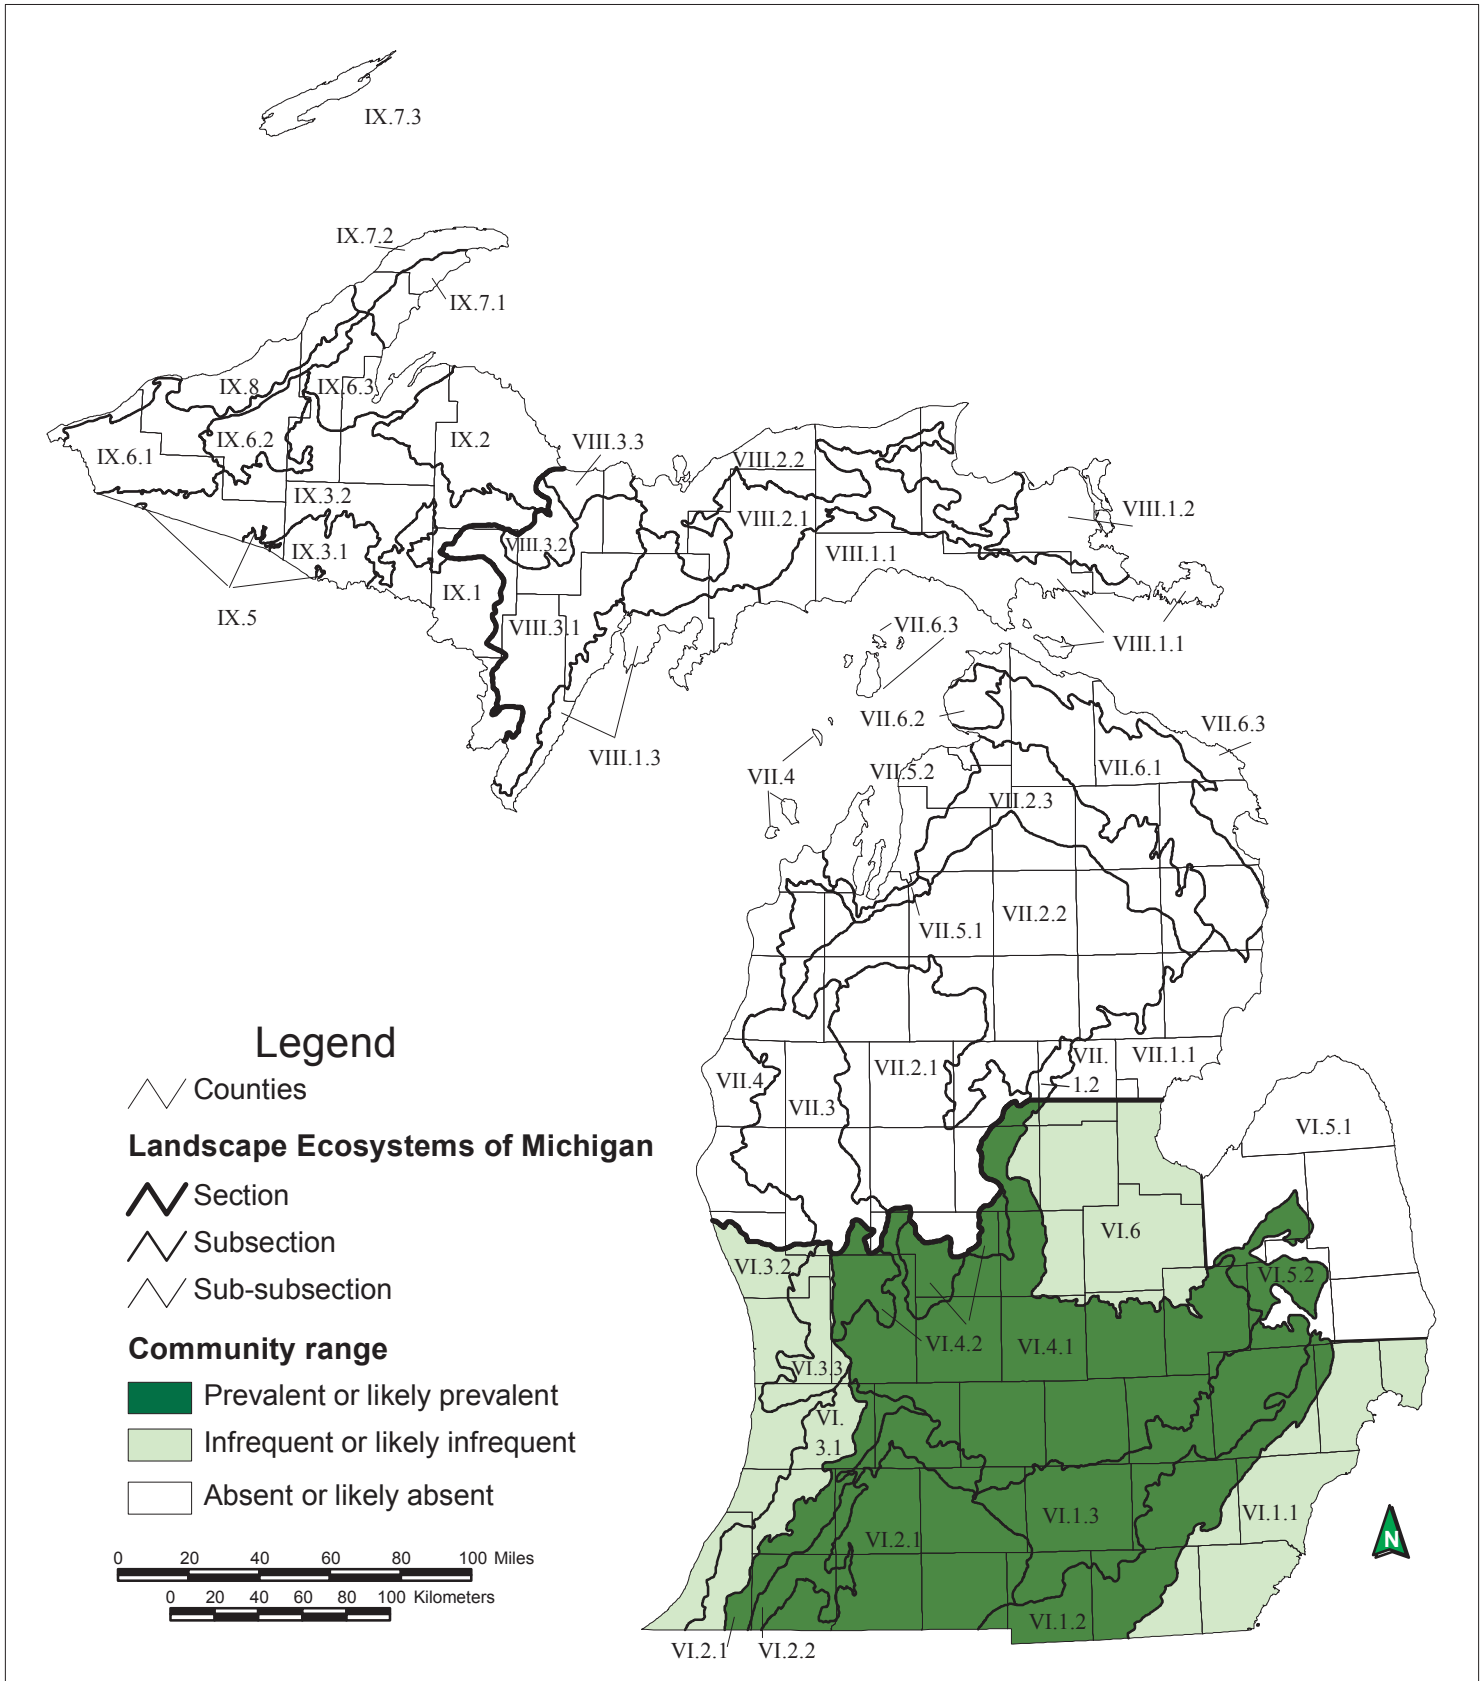 IX.7.3
IX.7.2
IX.7.1
IX.8
IX.6.3
IX.6.2
IX.2
IX.6.1
VIII.3.3
VIII.2.2
IX.3.2
VIII.2.1
VIII.1.2
IX.3.1
VIII.3.2
VIII.1.1
IX.1
IX.5
VIII.3.1
VII.6.3
VIII.1.1
VII.6.2
VII.6.3
VIII.1.3
VII.4
VII.5.2
VII.6.1
VII.2.3
VII.2.2
VII.5.1
VII.4
VII.3
VII.2.1
VII.
1.2
VII.1.1
VI.5.1
VI.6
VI.3.2
VI.5.2
VI.4.2
VI.4.1
VI.3.3
VI.
3.1
VI.1.1
VI.1.3
VI.2.1
VI.1.2
VI.2.1
VI.2.2
Legend
Counties
Landscape Ecosystems of Michigan
Section
Subsection
Sub-subsection
Community range
Prevalent or likely prevalent
Infrequent or likely infrequent
Absent or likely absent
0 20 40 60 80 100 Miles
0 20 40 60 80 100 Kilometers
N